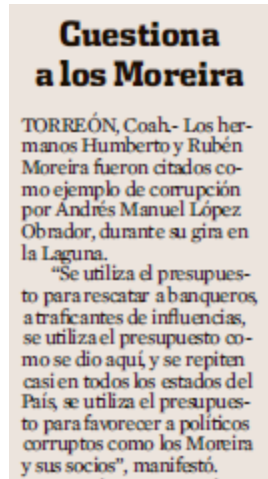 Cuestiona
a los Moreira
TORREÓN, Coah.- Los her-
manos Humberto y Rubén
Moreira fueron citados co-
mo ejemplo de corrupción
por Andrés Manuel López
Obrador, durante su gira en
la Laguna.
“Se utiliza el presupues-
to para rescatar a banqueros,
a traficantes de influencias,
se utiliza el presupuesto co-
mo se dio aquí, y se repiten
casi en todos los estados del
País, se utiliza el presupues-
to para favorecer a políticos
corruptos como los Moreira
y sus socios”, manifestó.